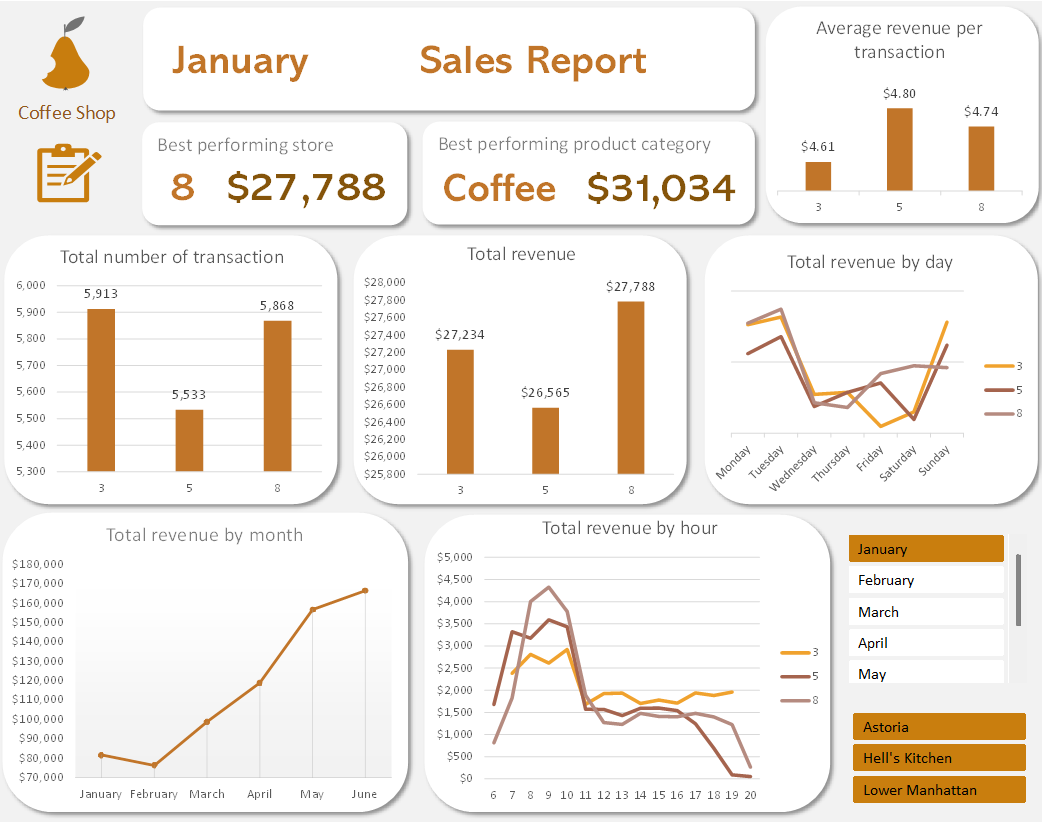 Coffee Shop
January Sales Report
Best performing store
8 $27,788
Best performing product category
Coffee $31,034
Average revenue per
transaction
$4.61
$4.80
$4.74
3 5 8
Total number of transaction
6,000
5,900
5,800
5,700
5,600
5,500
5,400
5,300
5,913
5,533
5,868
3 5 8
Total revenue
$28,000
$27,800
$27,600
$27,400
$27,200
$27,000
$26,800
$26,600
$26,400
$26,200
$26,000
$25,800
$27,234
$26,565
$27,788
3 5 8
Total revenue by day
Monday
Tuesday
Wednesday
Thursday
Friday
Saturday
Sunday
3
5
8
Total revenue by month
$180,000
$170,000
$160,000
$150,000
$140,000
$130,000
$120,000
$110,000
$100,000
$90,000
$80,000
$70,000
January February March April May June
Total revenue by hour
$5,000
$4,500
$4,000
$3,500
$3,000
$2,500
$2,000
$1,500
$1,000
$500
$0
6 7 8 9 10 11 12 13 14 15 16 17 18 19 20
3
5
8
January
February
March
April
May
Astoria
Hell's Kitchen
Lower Manhattan